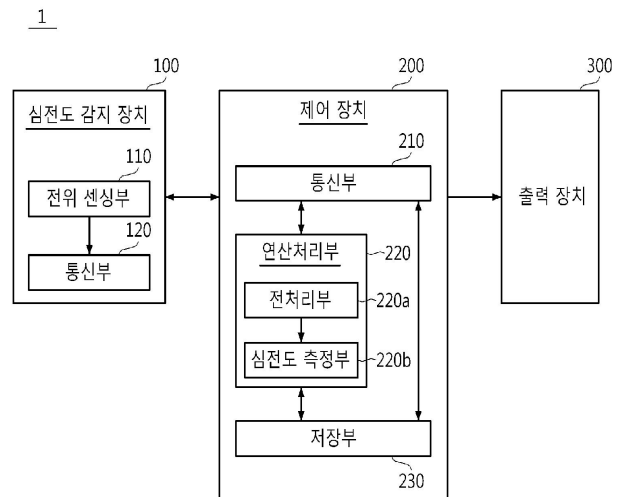 1
100
심전도 감지 장치
110
전위 센싱부
120
통신부
200
제어 장치
210
통신부
220
연산처리부
전처리부
220a
심전도 측정부
220b
저장부
230
300
출력 장치